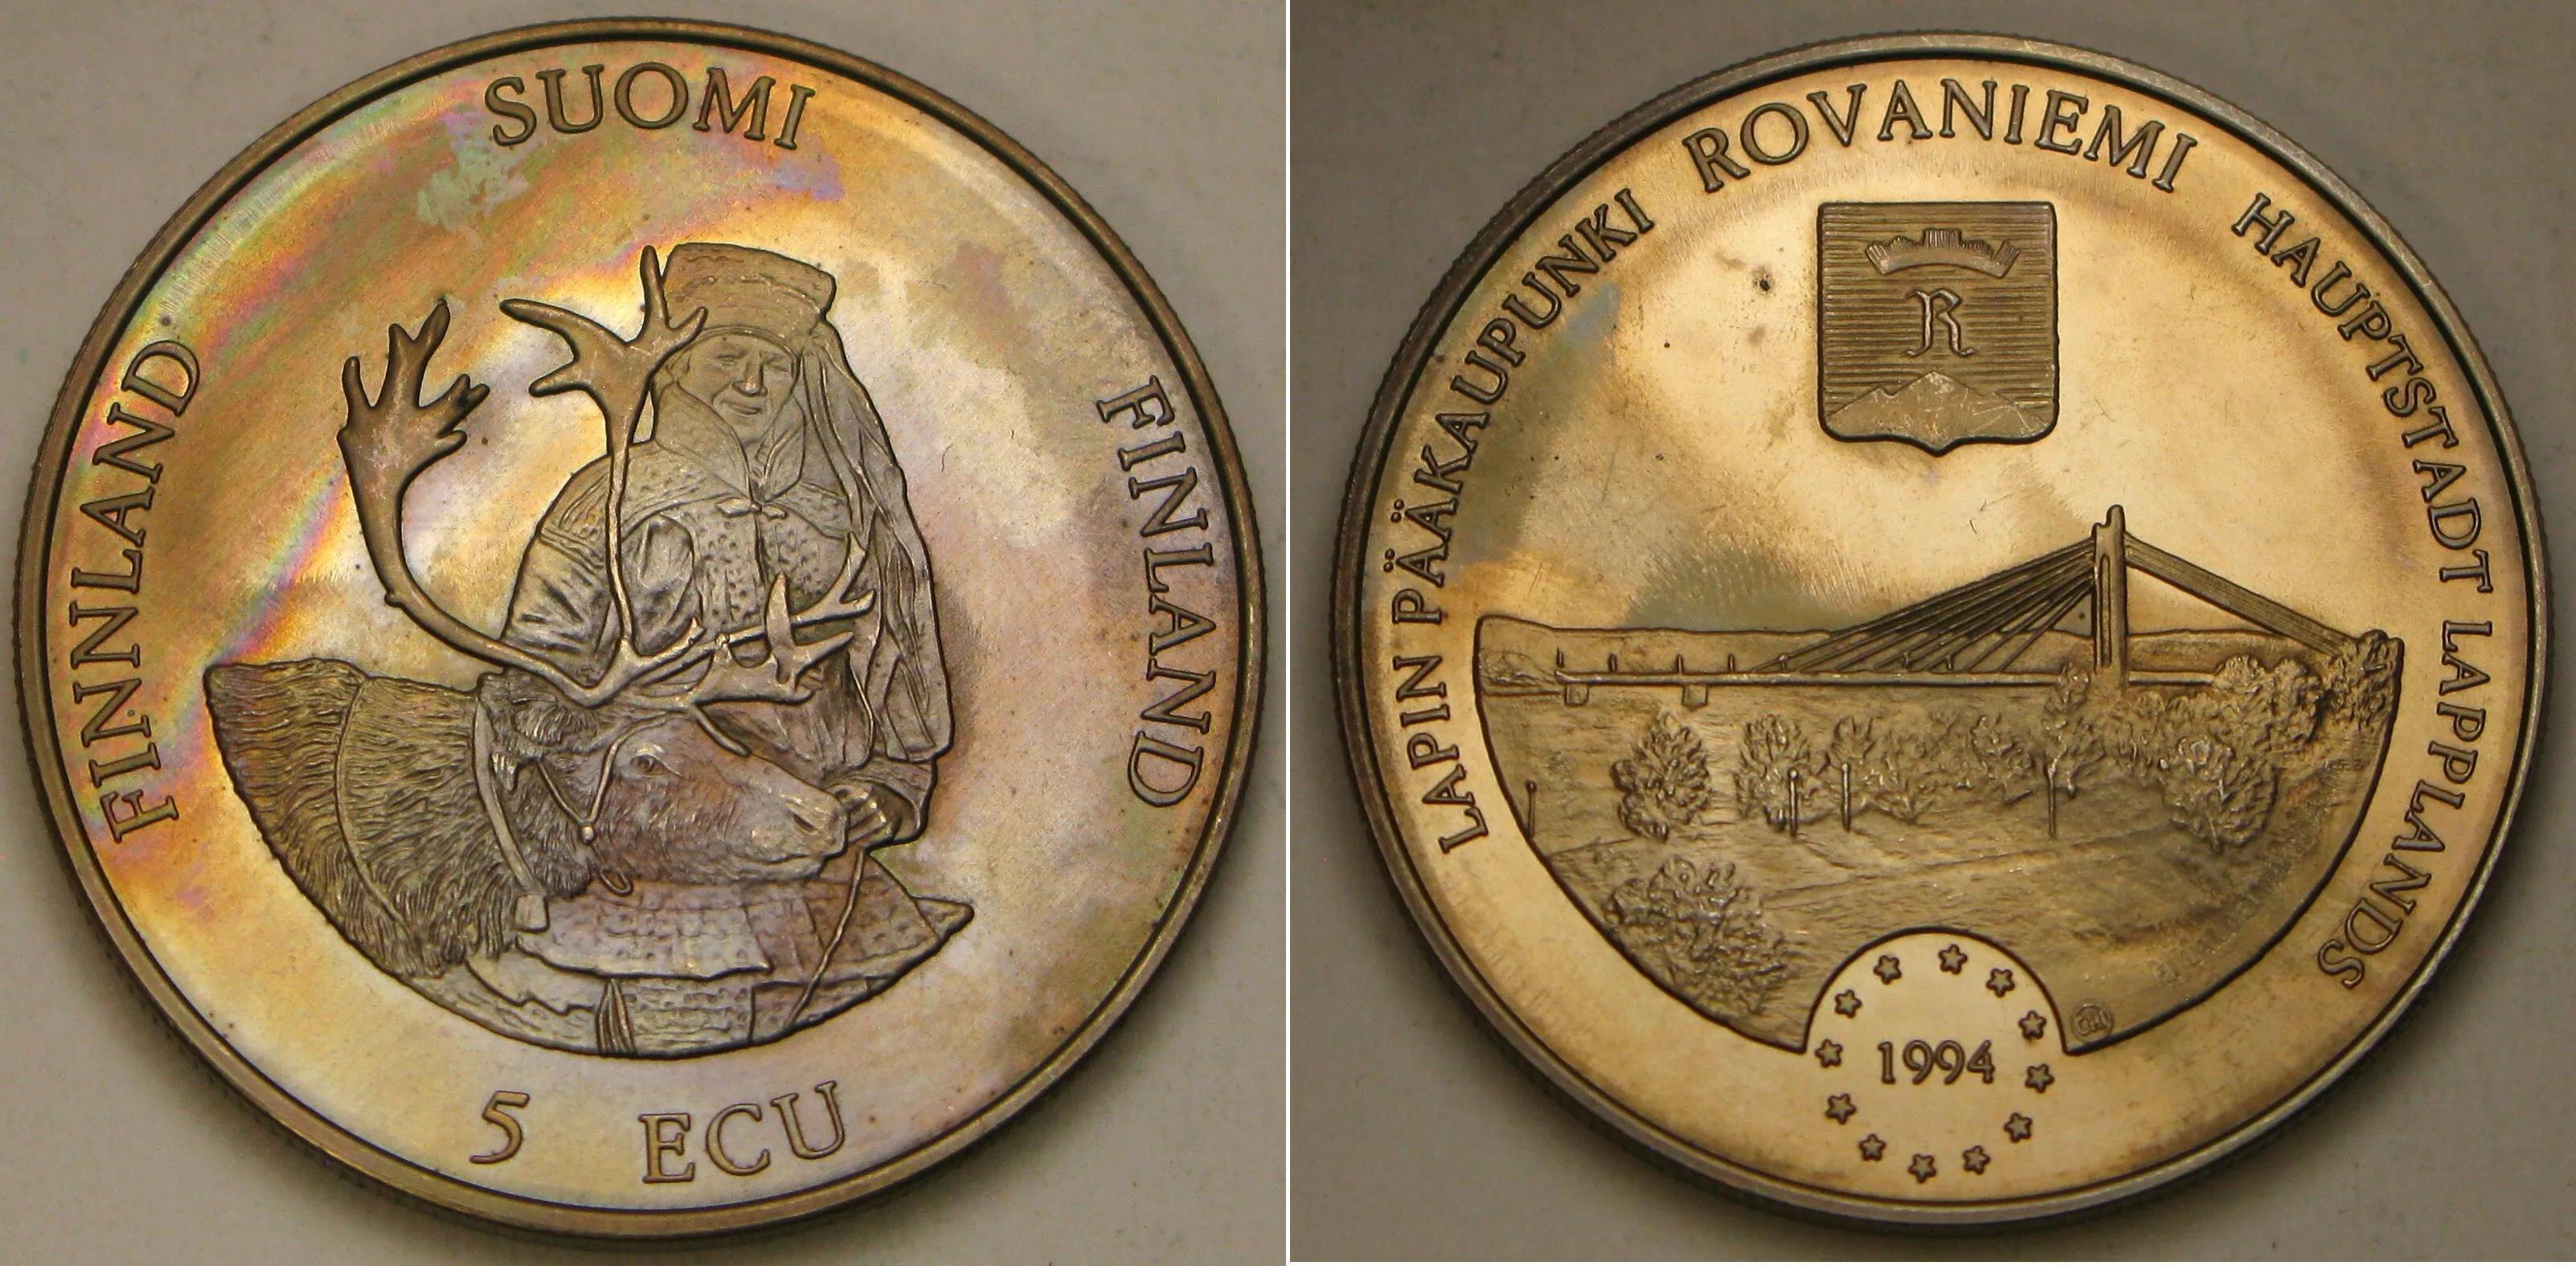 SUOMI
FINNLAND
FINLAND
5 ECU
LAPIN PÄÄKAUPUNKI ROVANIEMI HAUPTSTADT LAPPLANDS
R
1994